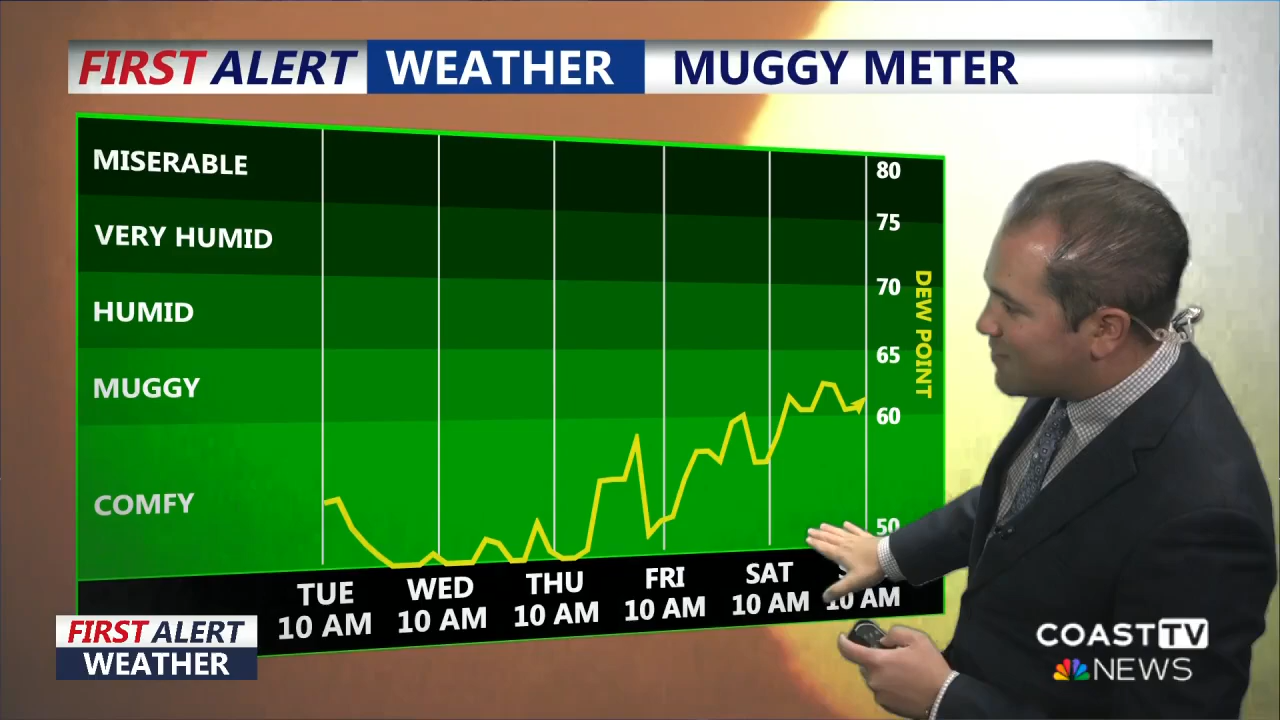 FIRST ALERT WEATHER MUGGY METER
MISERABLE
VERY HUMID
HUMID
MUGGY
COMFY
80
75
70
65
60
50
DEW POINT
TUE
10 AM
WED
10 AM
THU
10 AM
FRI
10 AM
SAT
10 AM
10 AM
FIRST ALERT
WEATHER
COAST TV
NEWS